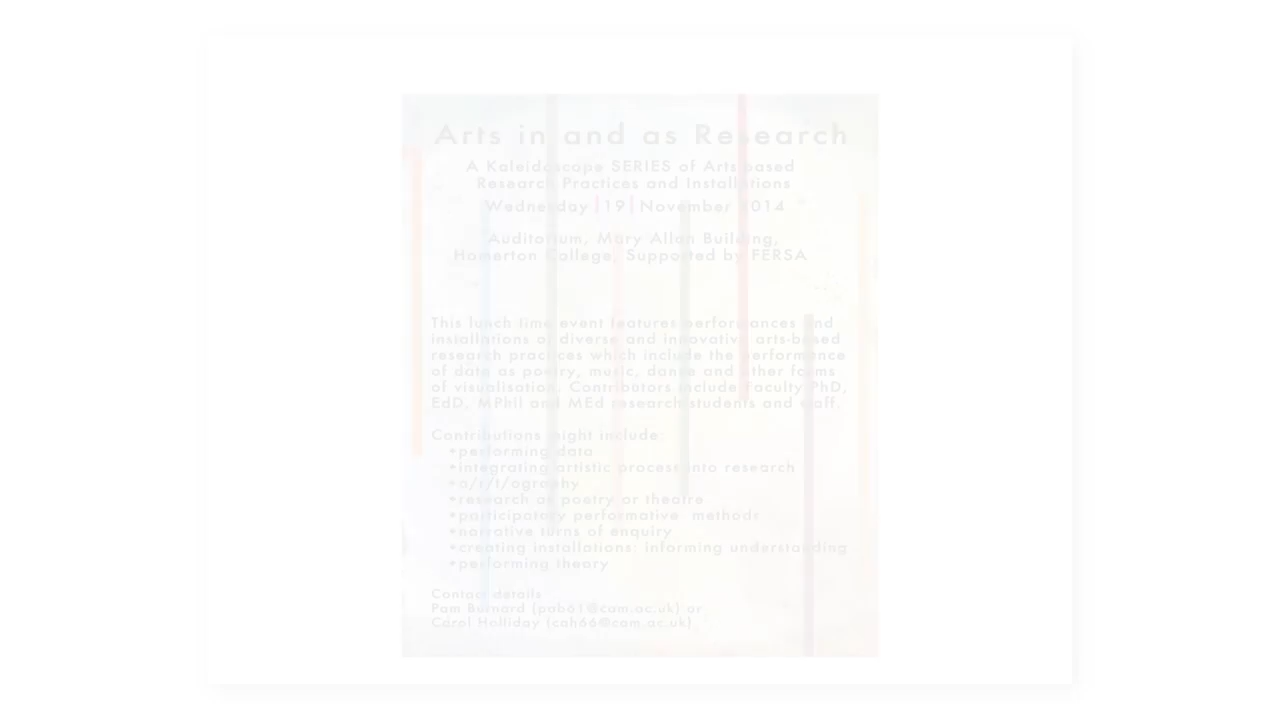 Arts in and as Research
A Kaleidoscope SERIES of Arts based
Research Practices and Installations
Wednesday 19 November 2014
Auditorium, Mary Allan Building,
Homerton College, Supported by FERSA
This lunch time event features performances and
installations of diverse and innovative arts-based
research practices which include the performance
of data as poetry, music, dance and other forms
of visualisation. Contributors include Faculty PhD,
EdD, MPhil and MEd research students and staff.
Contributions might include:
•performing data
•integrating artistic process into research
•a/r/t/ography
•research as poetry or theatre
•participatory performative methods
•narrative turns of enquiry
•creating installations: informing understanding
•performing theory
Contact details
Pam Burnard (pab61@cam.ac.uk) or
Carol Holliday (cah66@cam.ac.uk)